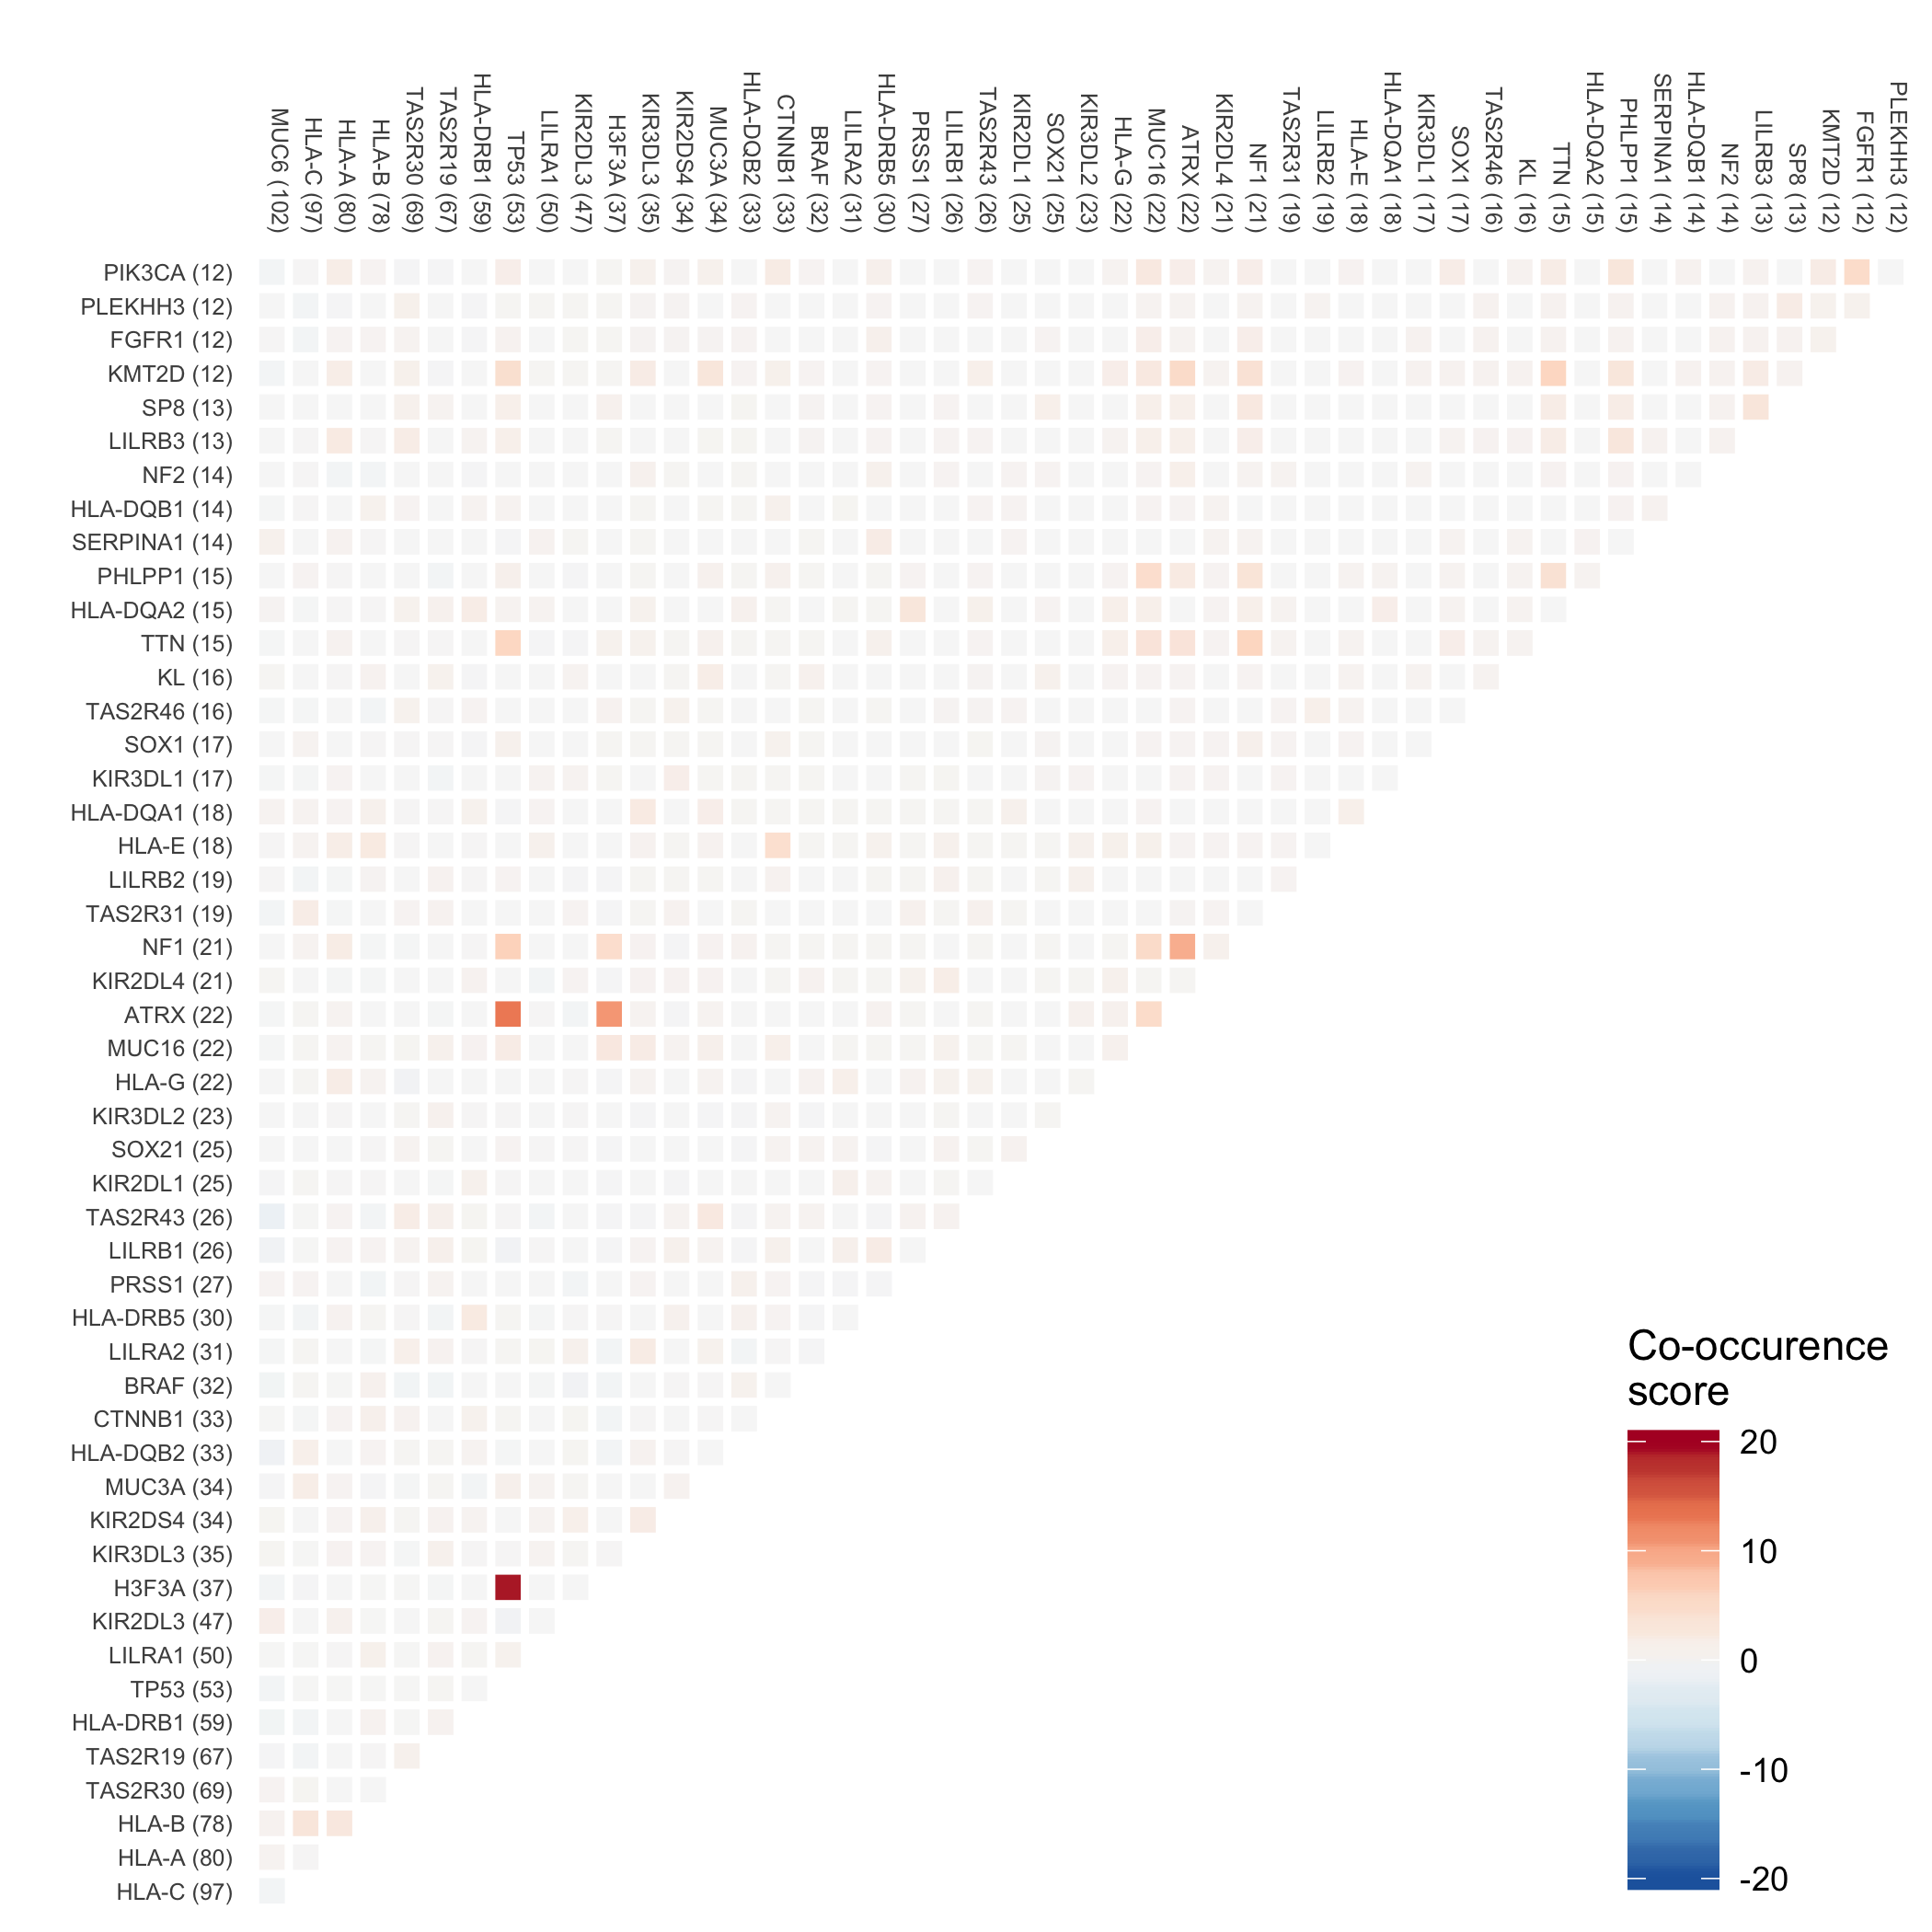 MUC6 (102)
HLA-C (97)
HLA-A (80)
HLA-B (78)
TAS2R30 (69)
TAS2R19 (67)
HLA-DRB1 (59)
TP53 (53)
LILRA1 (50)
KIR2DL3 (47)
H3F3A (37)
KIR3DL3 (35)
KIR2DS4 (34)
MUC3A (34)
HLA-DQB2 (33)
CTNNB1 (33)
BRAF (32)
LILRA2 (31)
HLA-DRB5 (30)
PRSS1 (27)
LILRB1 (26)
TAS2R43 (26)
KIR2DL1 (25)
SOX21 (25)
KIR3DL2 (23)
HLA-G (22)
MUC16 (22)
ATRX (22)
KIR2DL4 (21)
NF1 (21)
TAS2R31 (19)
LILRB2 (19)
HLA-E (18)
HLA-DQA1 (18)
KIR3DL1 (17)
SOX1 (17)
TAS2R46 (16)
KL (16)
TTN (15)
HLA-DQA2 (15)
PHLPP1 (15)
SERPINA1 (14)
HLA-DQB1 (14)
NF2 (14)
LILRB3 (13)
SP8 (13)
KMT2D (12)
FGFR1 (12)
PLEKHH3 (12)
PIK3CA (12)
PLEKHH3 (12)
FGFR1 (12)
KMT2D (12)
SP8 (13)
LILRB3 (13)
NF2 (14)
HLA-DQB1 (14)
SERPINA1 (14)
PHLPP1 (15)
HLA-DQA2 (15)
TTN (15)
KL (16)
TAS2R46 (16)
SOX1 (17)
KIR3DL1 (17)
HLA-DQA1 (18)
HLA-E (18)
LILRB2 (19)
TAS2R31 (19)
NF1 (21)
KIR2DL4 (21)
ATRX (22)
MUC16 (22)
HLA-G (22)
KIR3DL2 (23)
SOX21 (25)
KIR2DL1 (25)
TAS2R43 (26)
LILRB1 (26)
PRSS1 (27)
HLA-DRB5 (30)
LILRA2 (31)
BRAF (32)
CTNNB1 (33)
HLA-DQB2 (33)
MUC3A (34)
KIR2DS4 (34)
KIR3DL3 (35)
H3F3A (37)
KIR2DL3 (47)
LILRA1 (50)
TP53 (53)
HLA-DRB1 (59)
TAS2R19 (67)
TAS2R30 (69)
HLA-B (78)
HLA-A (80)
HLA-C (97)
Co-occurence
score
20
10
0
-10
-20